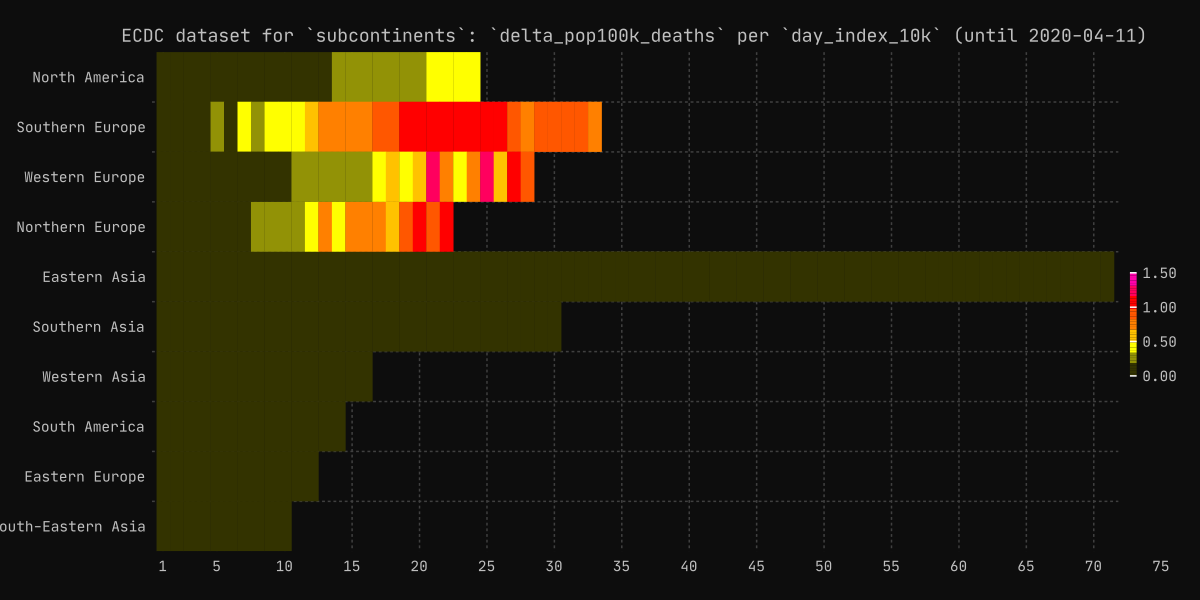 ECDC dataset for `subcontinents`: `delta_pop100k_deaths` per `day_index_10k` (until 2020-04-11)
North America
Southern Europe
Western Europe
Northern Europe
Eastern Asia
Southern Asia
Western Asia
South America
Eastern Europe
outh-Eastern Asia
1 5 10 15 20 25 30 35 40 45 50 55 60 65 70 75
1.50
1.00
0.50
0.00